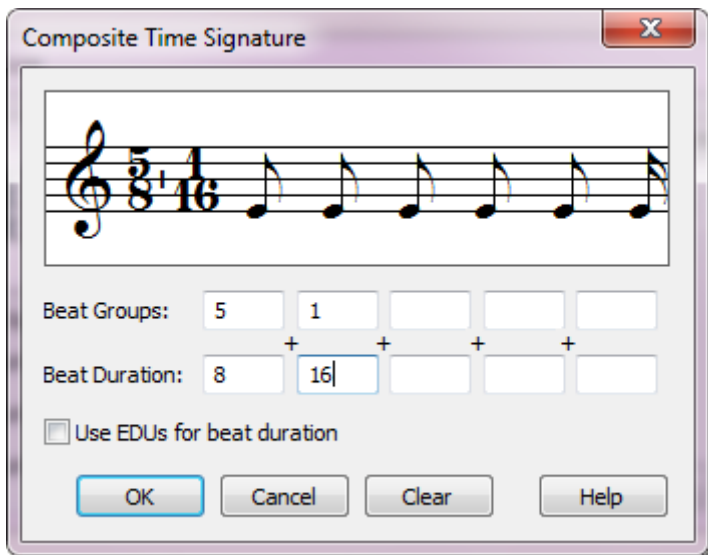 Composite Time Signature
5 + 1
8 16
Beat Groups: 5 1
+ + + +
Beat Duration: 8 16
Use EDUs for beat duration
OK Cancel Clear Help